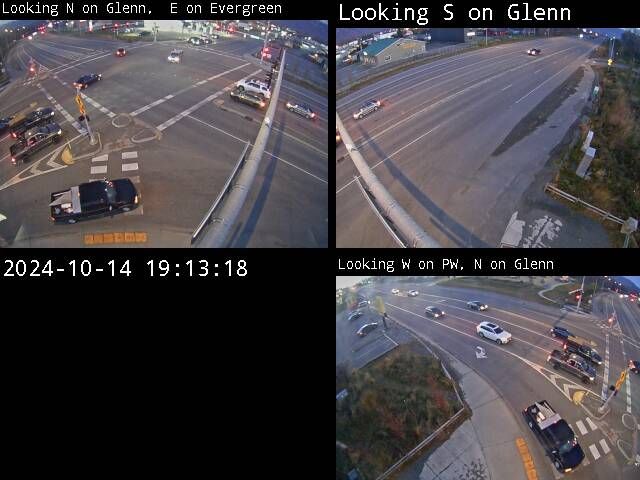 Looking N on Glenn,  E on Evergreen
Looking S on Glenn
2024-10-14 19:13:18
Looking W on PW, N on Glenn